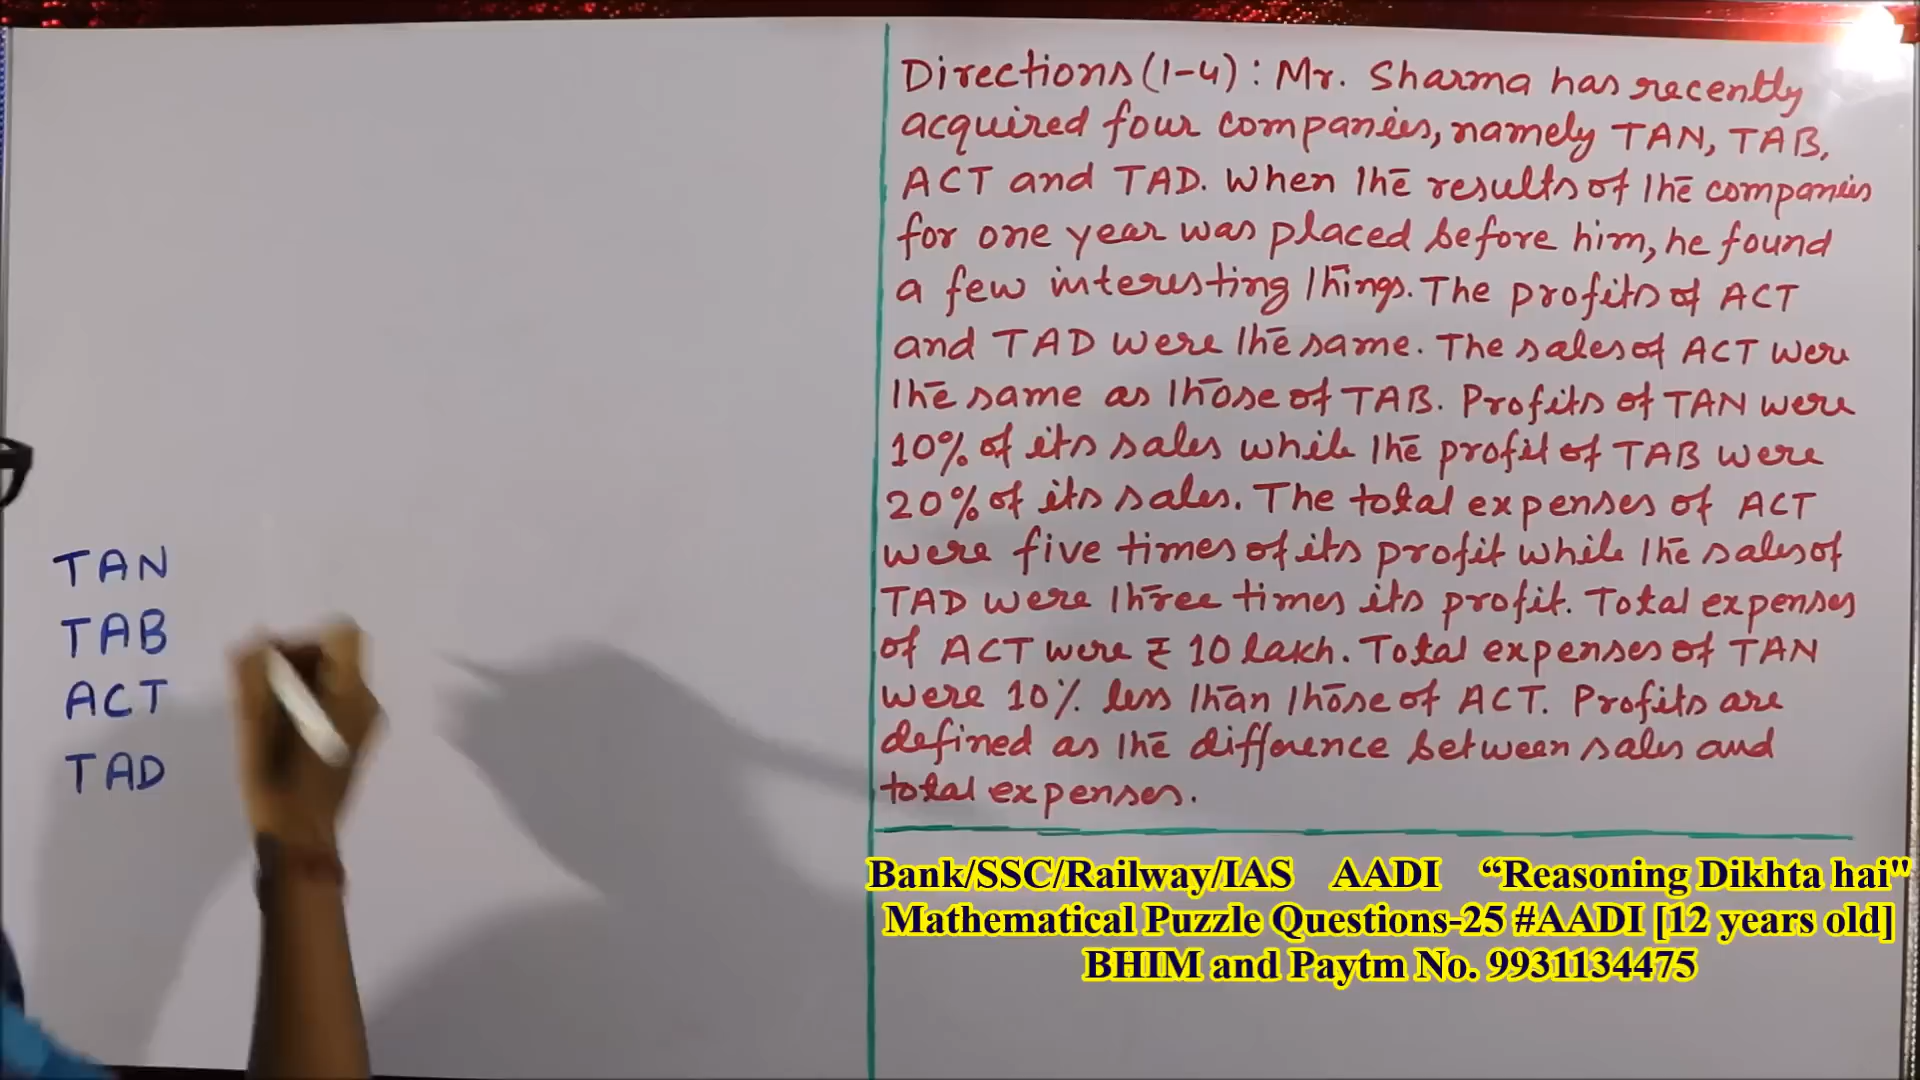 TAN
TAB
ACT
TAD
Directions (1-4) : Mr. Sharma has recently
acquired four companies, namely TAN, TAB,
ACT and TAD. When the results of the companies
for one year was placed before him, he found
a few interesting things. The profits of ACT
and TAD were the same. The sales of ACT were
the same as those of TAB. Profits of TAN were
10% of its sales while the profit of TAB were
20% of its sales. The total expenses of ACT
were five times of its profit while the sales of
TAD were three times its profit. Total expenses
of ACT were ₹ 10 lakh. Total expenses of TAN
were 10% less than those of ACT. Profits are
defined as the difference between sales and
total expenses.
Bank/SSC/Railway/IAS AADI “Reasoning Dikhta hai"
Mathematical Puzzle Questions-25 #AADI [12 years old]
BHIM and Paytm No. 9931134475